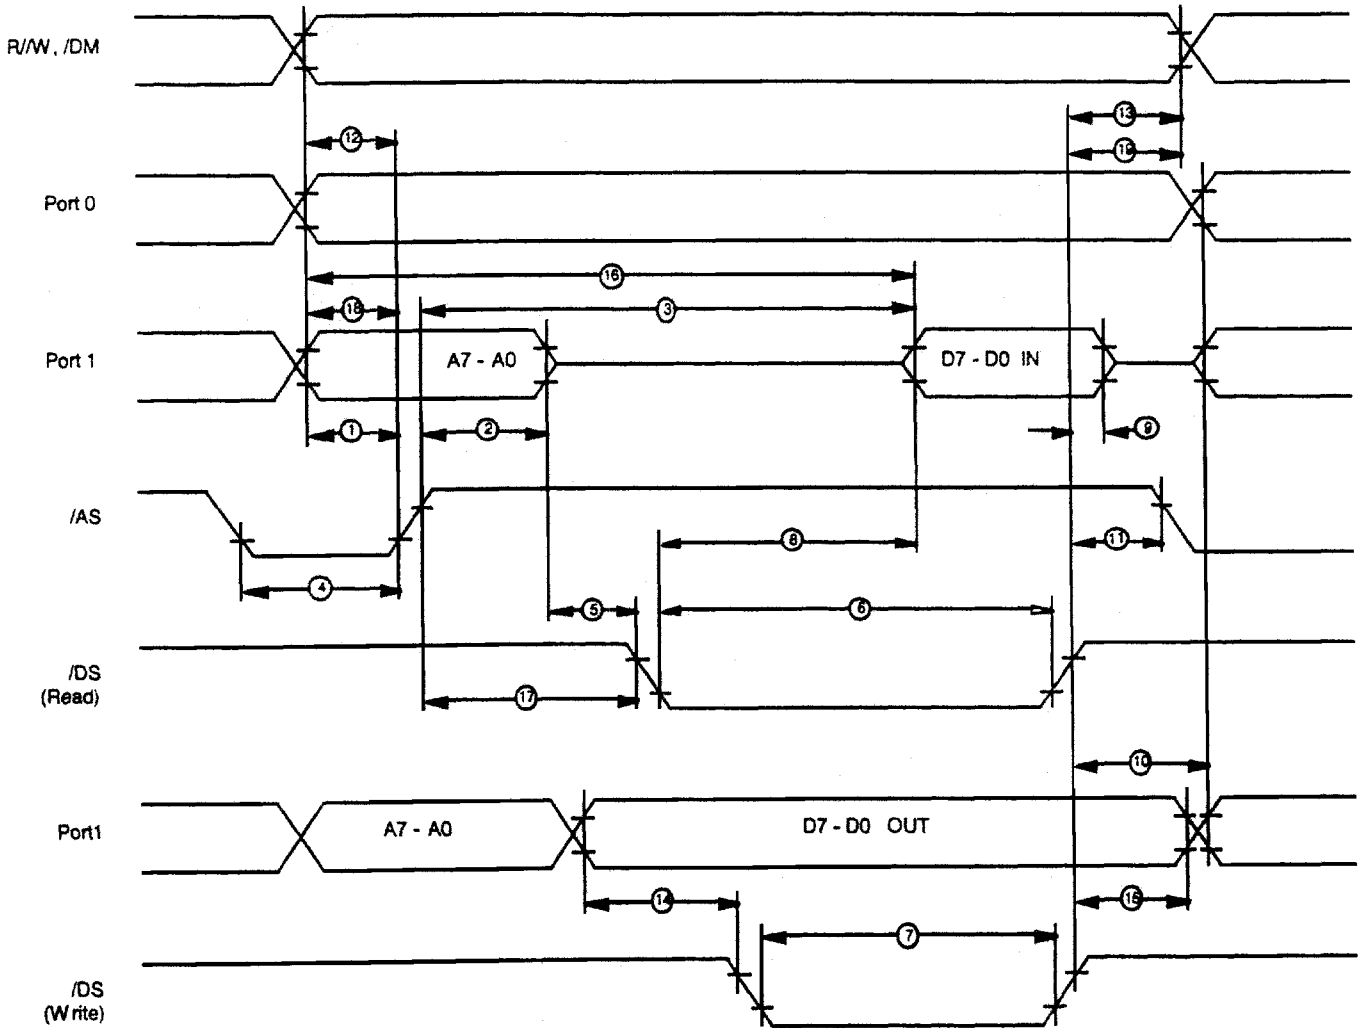 R//W, /DM
13
12
19
Port 0
16
18
3
Port 1
A7 - A0
D7 - D0 IN
1
2
9
/AS
8
11
4
5
6
/DS
(Read)
17
10
Port1
A7 - A0
D7 - D0 OUT
14
15
7
/DS
(Write)